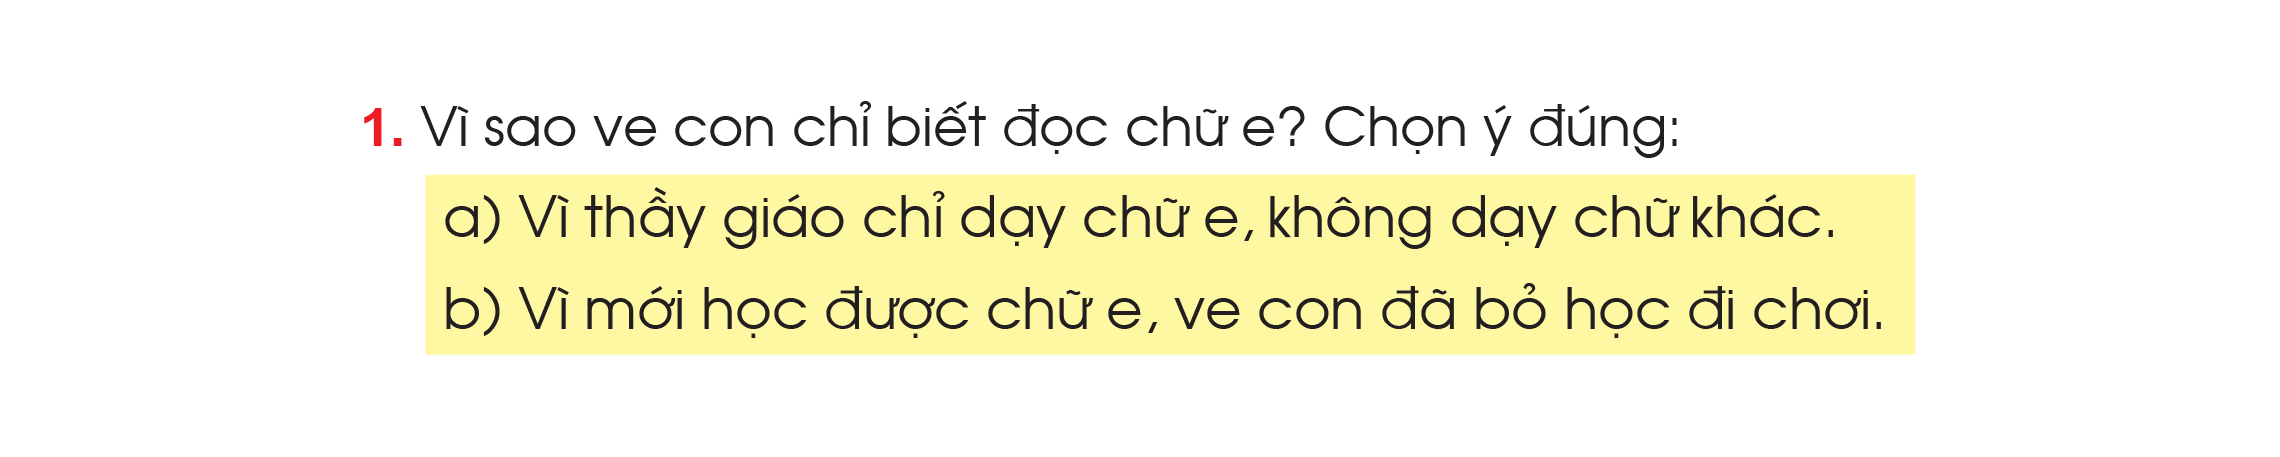 1. Vì sao ve con chỉ biết đọc chữ e? Chọn ý đúng:
a) Vì thầy giáo chỉ dạy chữ e, không dạy chữ khác.
b) Vì mới học được chữ e, ve con đã bỏ học đi chơi.